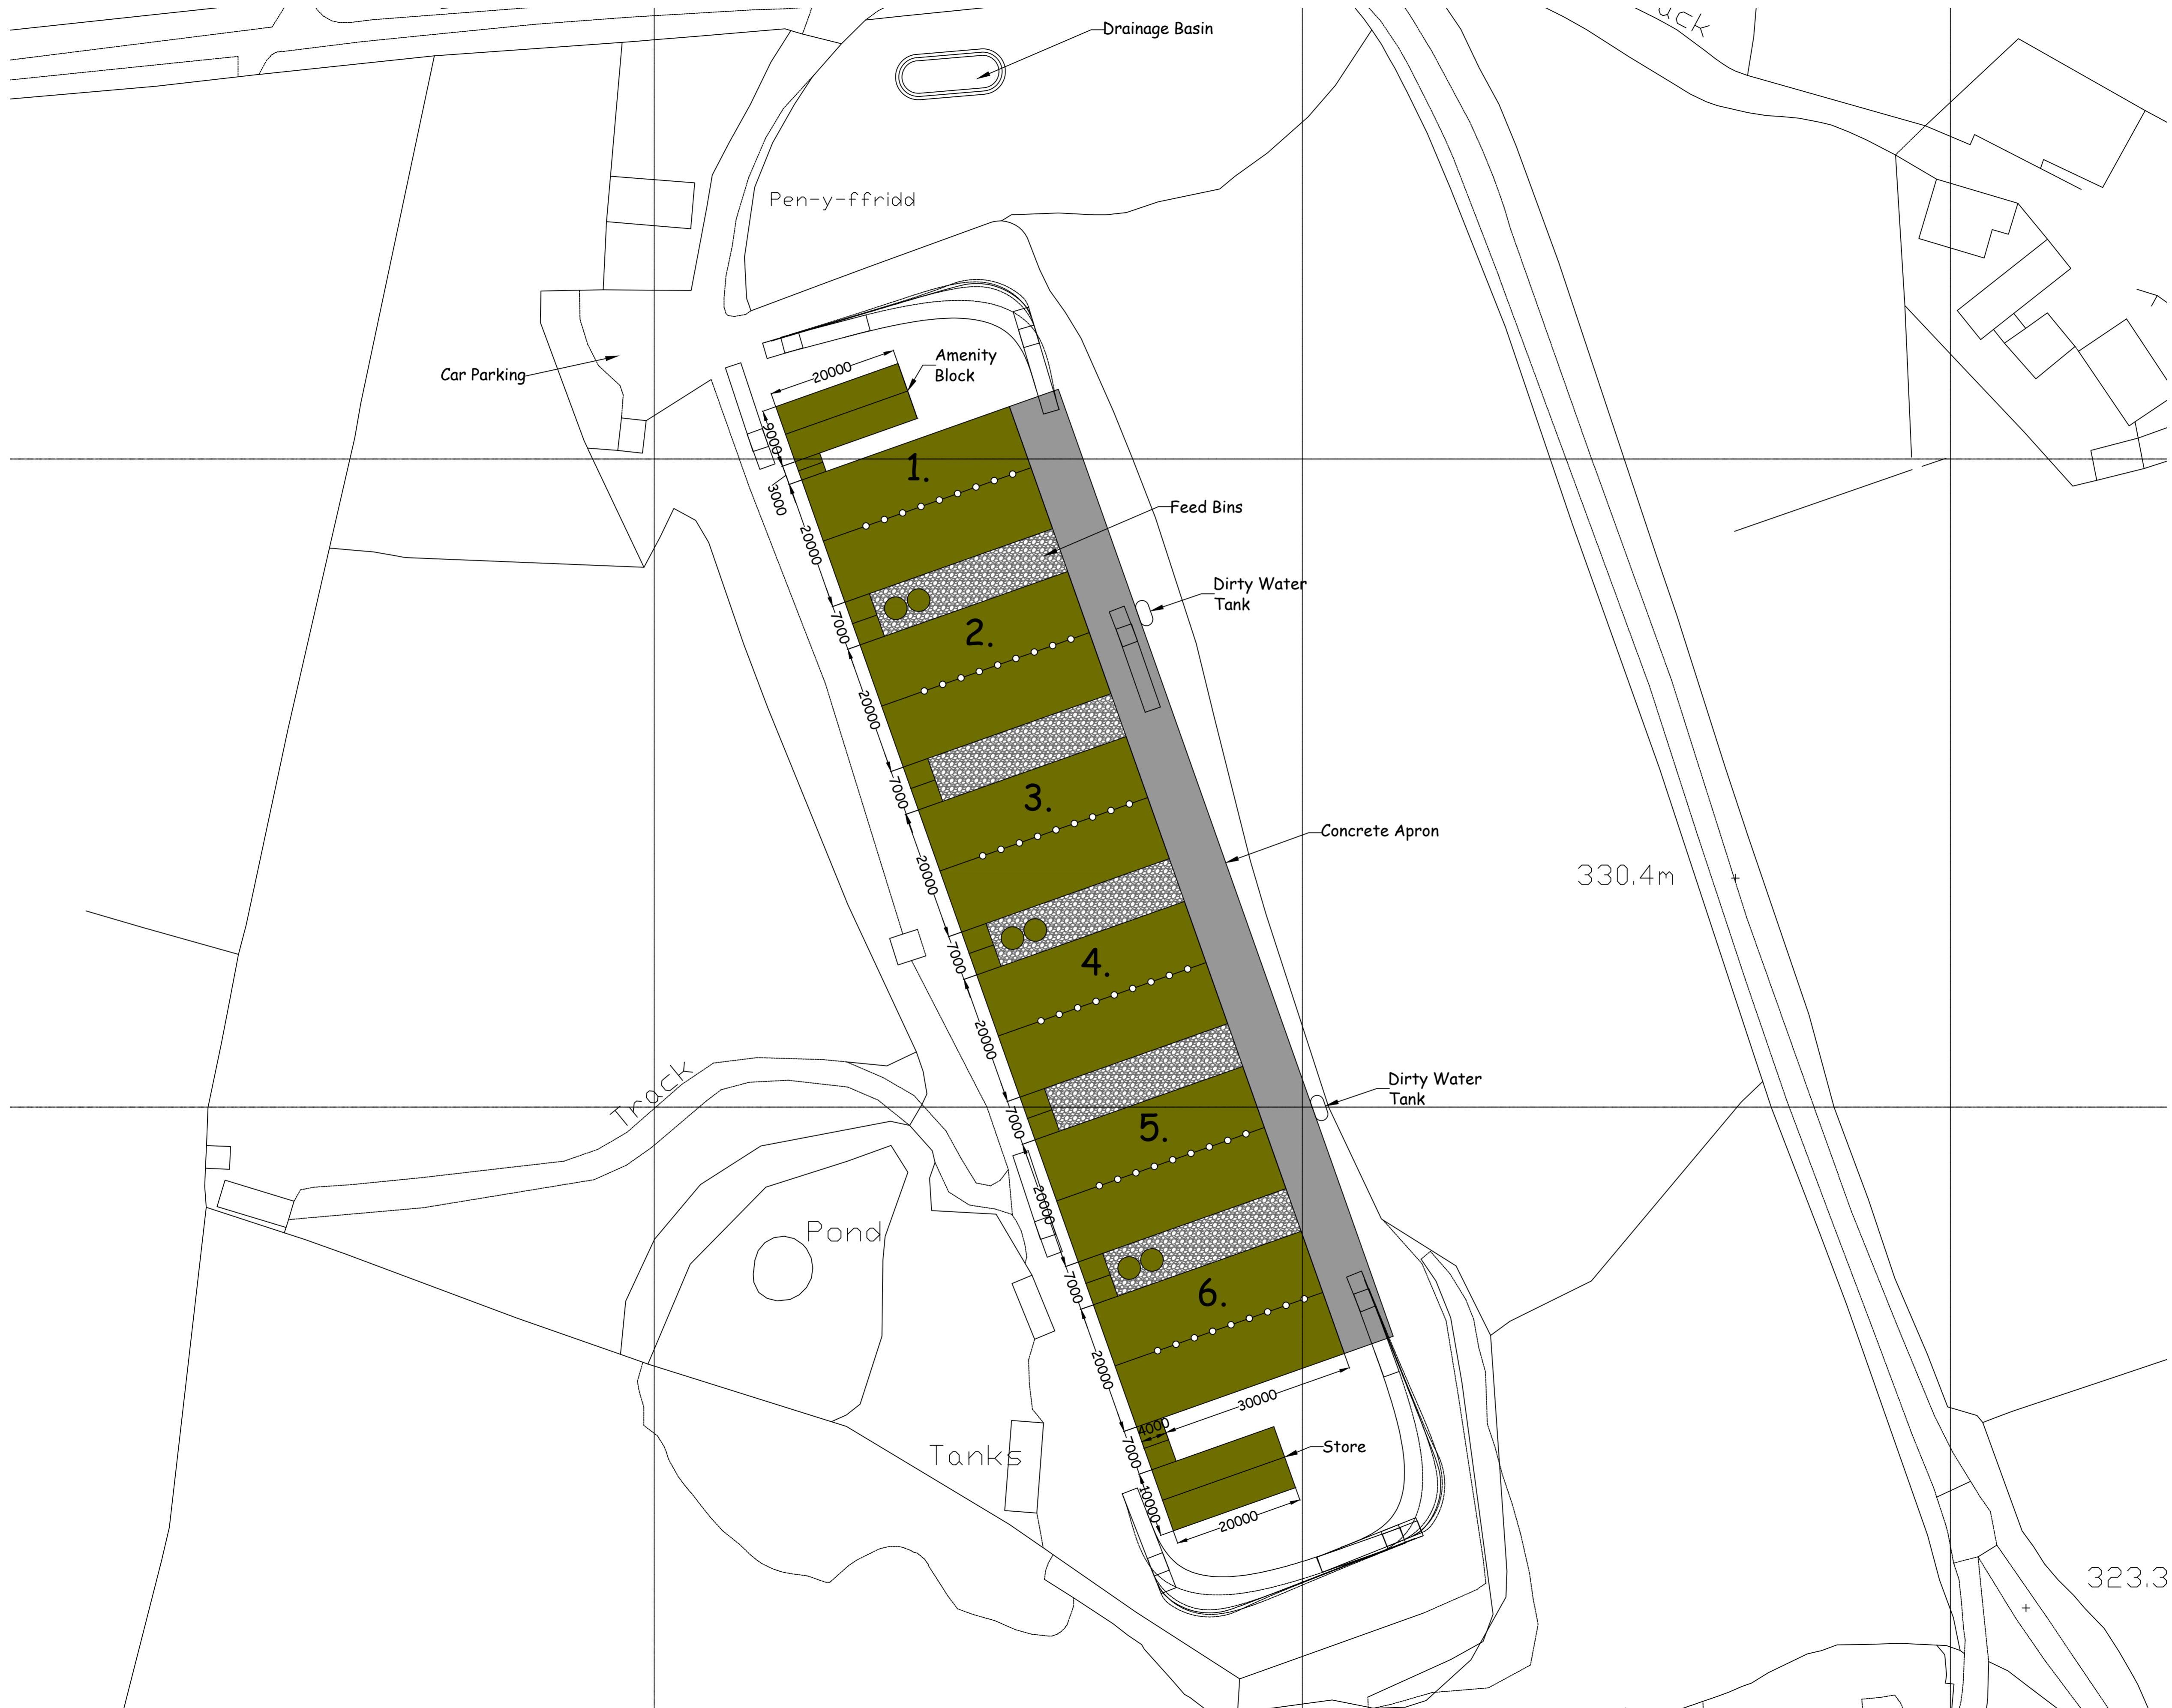 Drainage Basin
Pen-y-ffridd
Car Parking
20000
Amenity
Block
9000
3000
1.
20000
Feed Bins
7000
Dirty Water
Tank
2.
20000
7000
3.
20000
Concrete Apron
330.4m
7000
4.
20000
Track
7000
Dirty Water
Tank
5.
20000
Pond
7000
6.
20000
30000
4000
7000
Tanks
Store
10000
20000
323.3